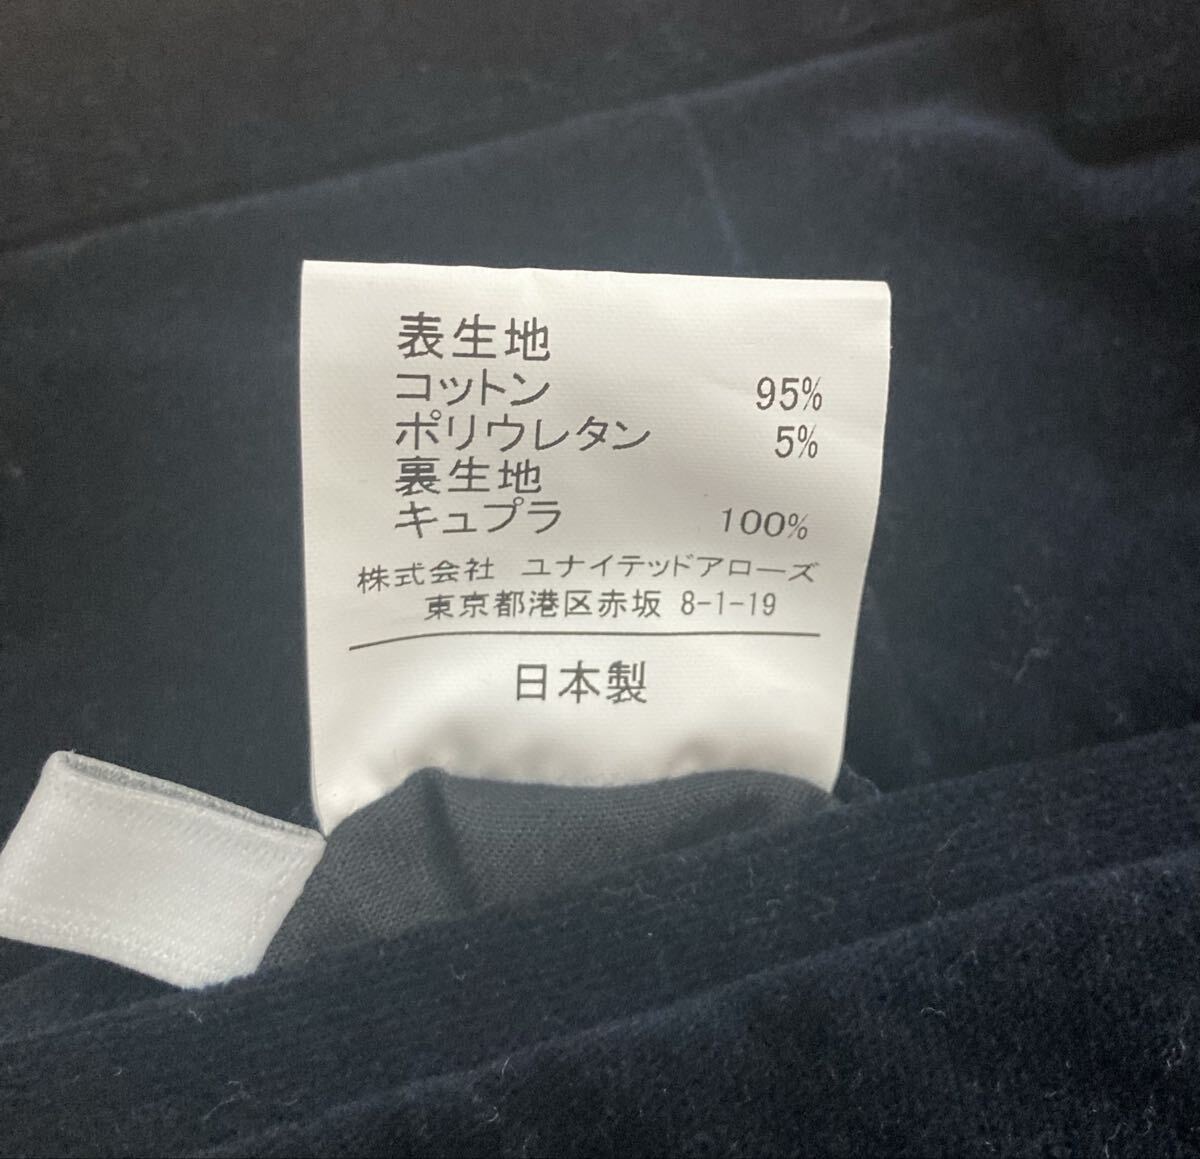 表生地
コットン 95%
ポリウレタン 5%
裏生地
キュプラ 100%
株式会社 ユナイテッドアローズ
東京都港区赤坂 8-1-19
日本製